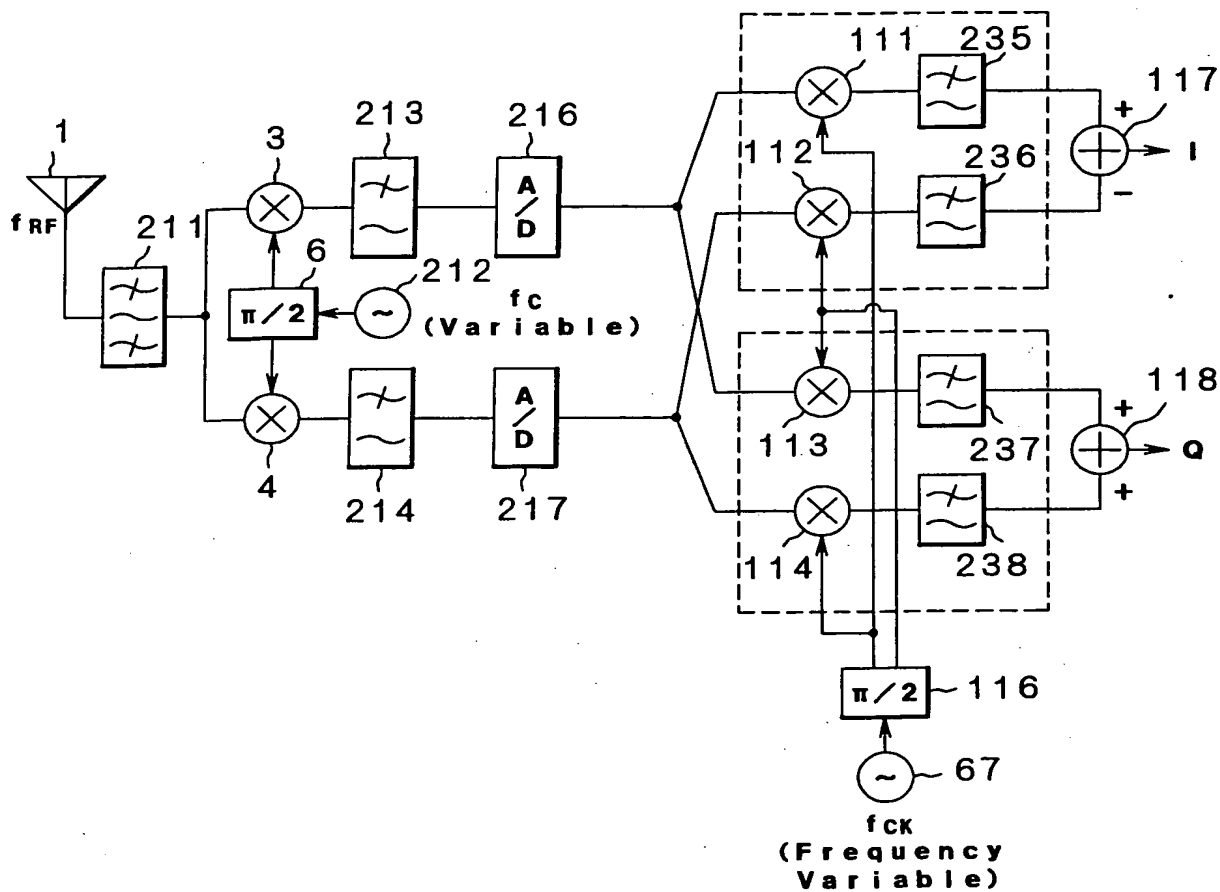 111
235
117
+
I
−
1
3
213
216
A/D
112
236
fRF
211
6
π/2
212
fC
(Variable)
4
214
A/D
217
113
237
118
+
Q
+
114
238
π/2
116
67
fCK
(Frequency
Variable)